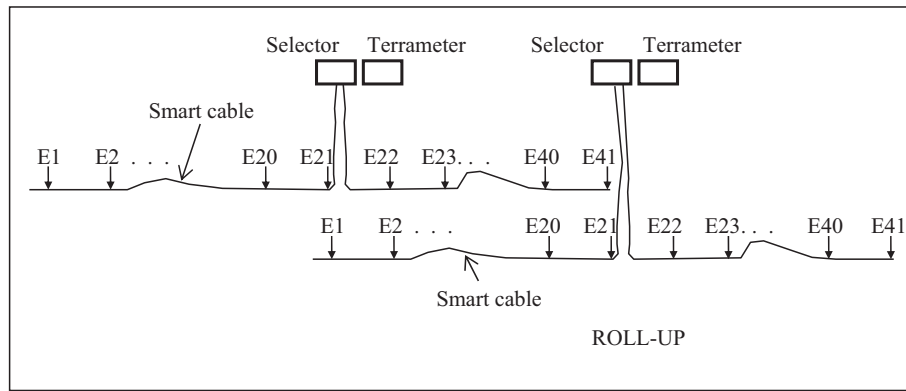 Selector Terrameter Selector Terrameter
Smart cable
E1 E2 . . . E20 E21 E22 E23. . . E40 E41
E1 E2 . . . E20 E21 E22 E23. . . E40 E41
Smart cable
ROLL-UP